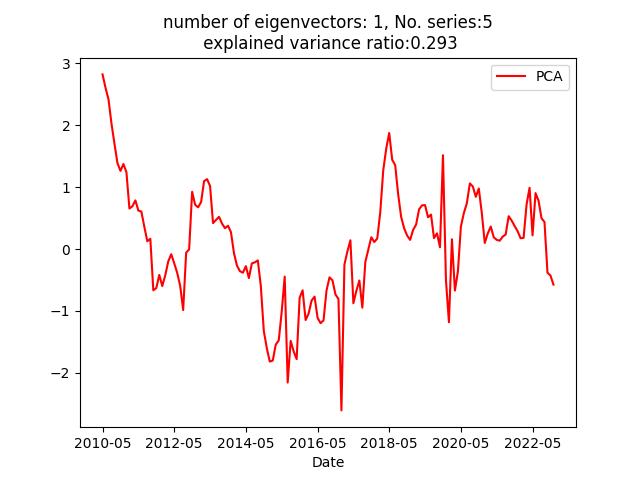 number of eigenvectors: 1, No. series:5
explained variance ratio:0.293
PCA
3
2
1
0
−1
−2
2010-05 2012-05 2014-05 2016-05 2018-05 2020-05 2022-05
Date